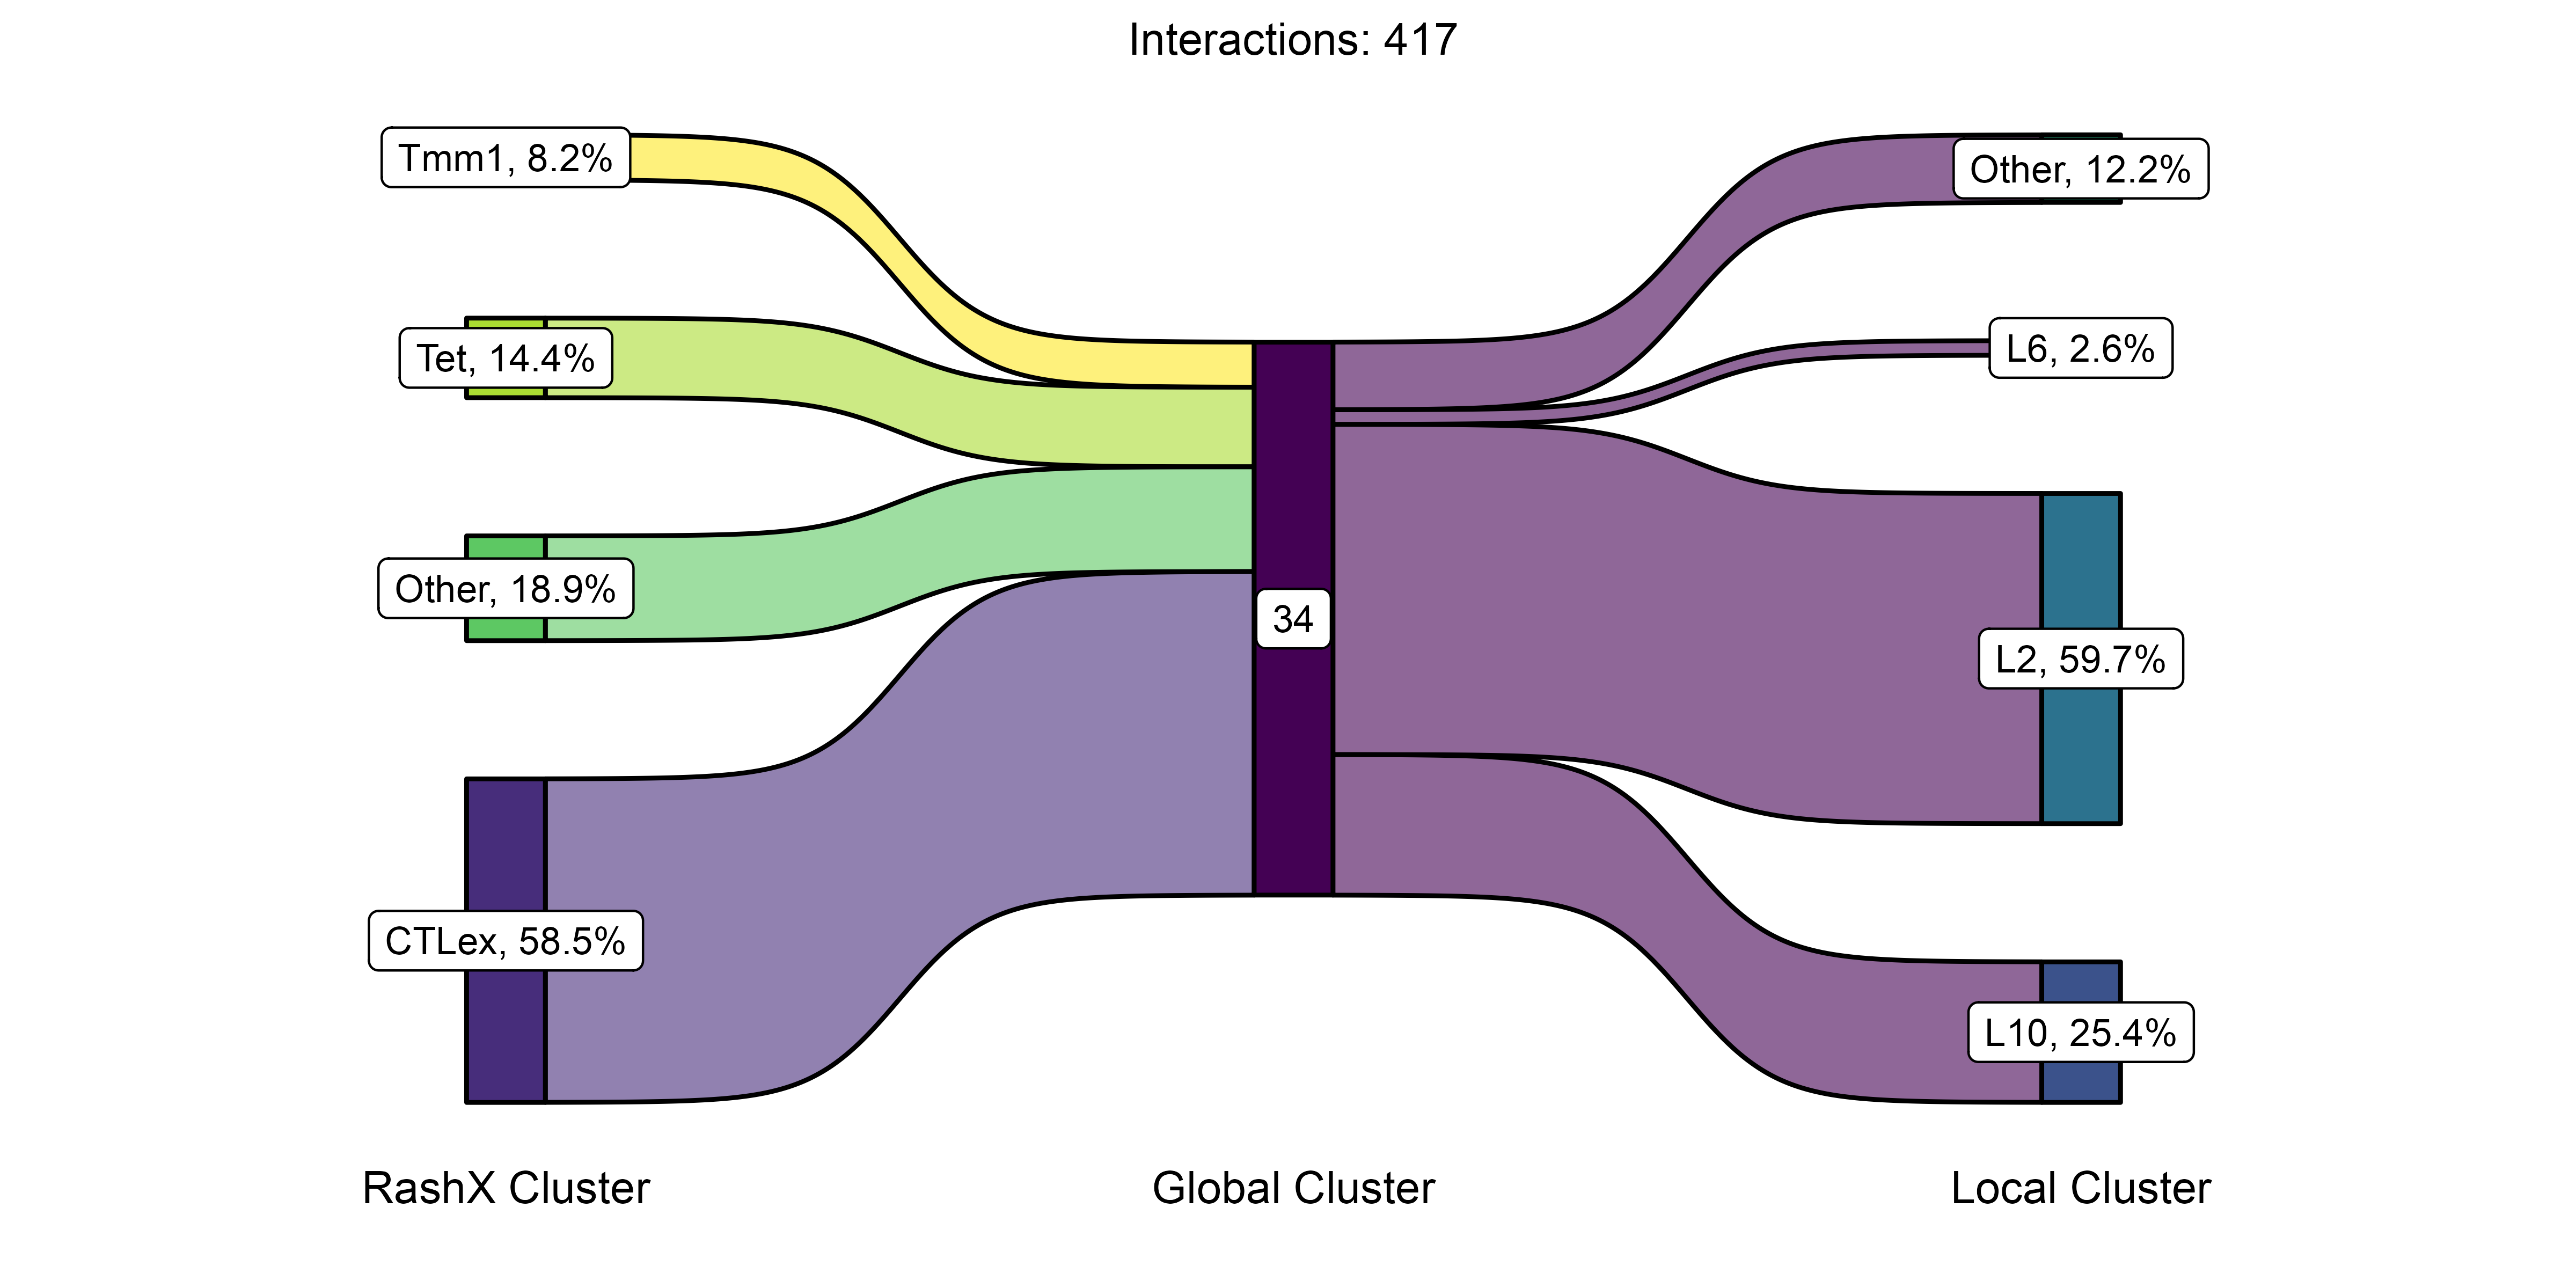 Interactions: 417
Tmm1, 8.2%
Other, 12.2%
Tet, 14.4%
L6, 2.6%
Other, 18.9%
34
L2, 59.7%
CTLex, 58.5%
L10, 25.4%
RashX Cluster
Global Cluster
Local Cluster